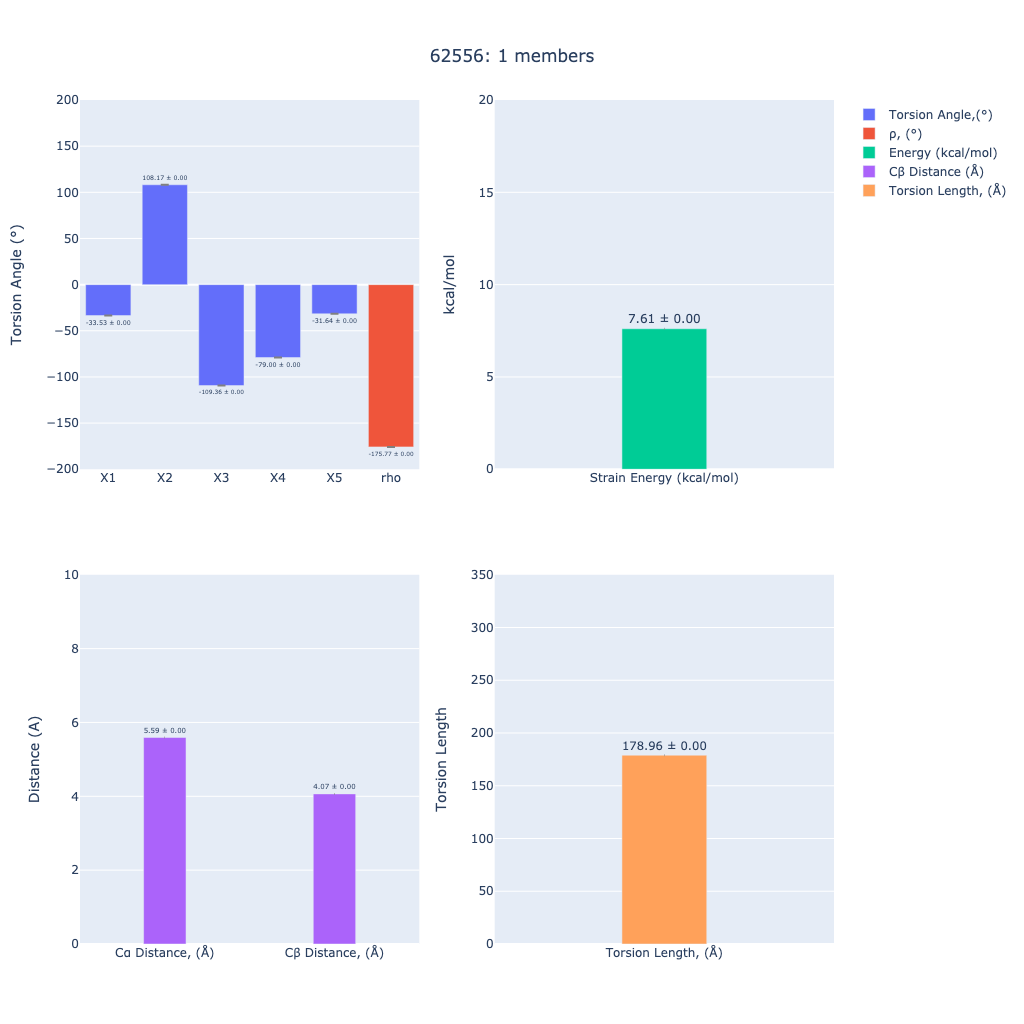 62556: 1 members
200
150
100
50
0
−50
−100
−150
−200
Torsion Angle (°)
-33.53 ± 0.00
108.17 ± 0.00
-109.36 ± 0.00
-79.00 ± 0.00
-31.64 ± 0.00
-175.77 ± 0.00
X1 X2 X3 X4 X5 rho
20
15
10
5
0
kcal/mol
7.61 ± 0.00
Strain Energy (kcal/mol)
Torsion Angle,(°)
ρ, (°)
Energy (kcal/mol)
Cβ Distance (Å)
Torsion Length, (Å)
10
8
6
4
2
0
Distance (A)
5.59 ± 0.00
4.07 ± 0.00
Cα Distance, (Å) Cβ Distance, (Å)
350
300
250
200
150
100
50
0
Torsion Length
178.96 ± 0.00
Torsion Length, (Å)